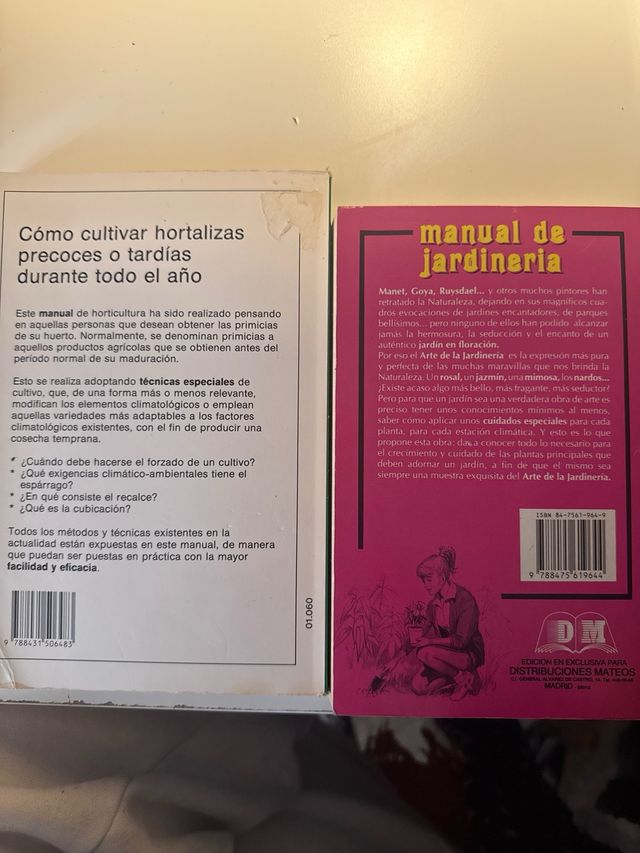 Cómo cultivar hortalizas
precoces o tardías
durante todo el año
Este manual de horticultura ha sido realizado pensando
en aquellas personas que desean obtener las primicias
de su huerto. Normalmente, se denominan primicias a
aquellos productos agrícolas que se obtienen antes del
período normal de su maduración.
Esto se realiza adoptando técnicas especiales de
cultivo, que, de una forma más o menos relevante,
modifican los elementos climatológicos o emplean
aquellas variedades más adaptables a los factores
climatológicos existentes, con el fin de producir una
cosecha temprana.
* ¿Cuándo debe hacerse el forzado de un cultivo?
* ¿Qué exigencias climático-ambientales tiene el
espárrago?
* ¿En qué consiste el recalce?
* ¿Qué es la cubicación?
Todos los métodos y técnicas existentes en la
actualidad están expuestas en este manual, de manera
que puedan ser puestas en práctica con la mayor
facilidad y eficacia.
9 788431 506483
01.060
manual de
jardineria
Manet, Goya, Ruysdael... y otros muchos pintores han
retratado la Naturaleza, dejando en sus magníficos cua-
dros evocaciones de jardines encantadores, de parques
bellísimos... pero ninguno de ellos han podido alcanzar
jamás la hermosura, la seducción y el encanto de un
auténtico jardín en floración.
Por eso el Arte de la Jardinería es la expresión más pura
y perfecta de las muchas maravillas que nos brinda la
Naturaleza. Un rosal, un jazmín, una mimosa, los nardos...
¿Existe acaso algo más bello, más fragante, más seductor?
Pero para que un jardín sea una verdadera obra de arte es
preciso tener unos conocimientos mínimos al menos,
saber cómo aplicar unos cuidados especiales para cada
planta, para cada estación climática. Y esto es lo que
propone esta obra: da a conocer todo lo necesario para
el crecimiento y cuidado de las plantas principales que
deben adornar un jardín, a fin de que el mismo sea
siempre una muestra exquisita del Arte de la Jardinería.
ISBN 84-7561-964-9
9 788475 619644
DM
EDICION EN EXCLUSIVA PARA
DISTRIBUCIONES MATEOS
C/. GENERAL ALVAREZ DE CASTRO, 14. Tel.
MADRID